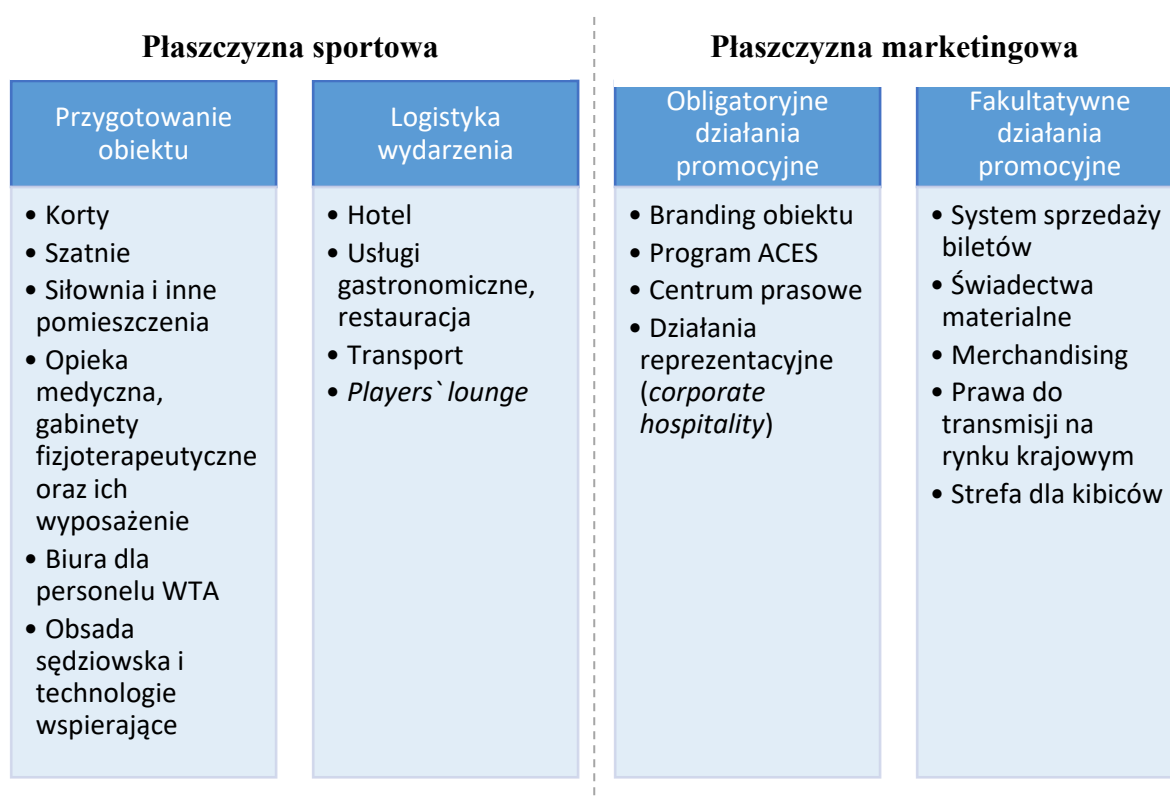 Płaszczyzna sportowa
Płaszczyzna marketingowa
Przygotowanie
obiektu
• Korty
• Szatnie
• Siłownia i inne
pomieszczenia
• Opieka
medyczna,
gabinety
fizjoterapeutyczne
oraz ich
wyposażenie
• Biura dla
personelu WTA
• Obsada
sędziowska i
technologie
wspierające
Logistyka
wydarzenia
• Hotel
• Usługi
gastronomiczne,
restauracja
• Transport
• Players` lounge
Obligatoryjne
działania
promocyjne
• Branding obiektu
• Program ACES
• Centrum prasowe
• Działania
reprezentacyjne
(corporate
hospitality)
Fakultatywne
działania
promocyjne
• System sprzedaży
biletów
• Świadectwa
materialne
• Merchandising
• Prawa do
transmisji na
rynku krajowym
• Strefa dla kibiców